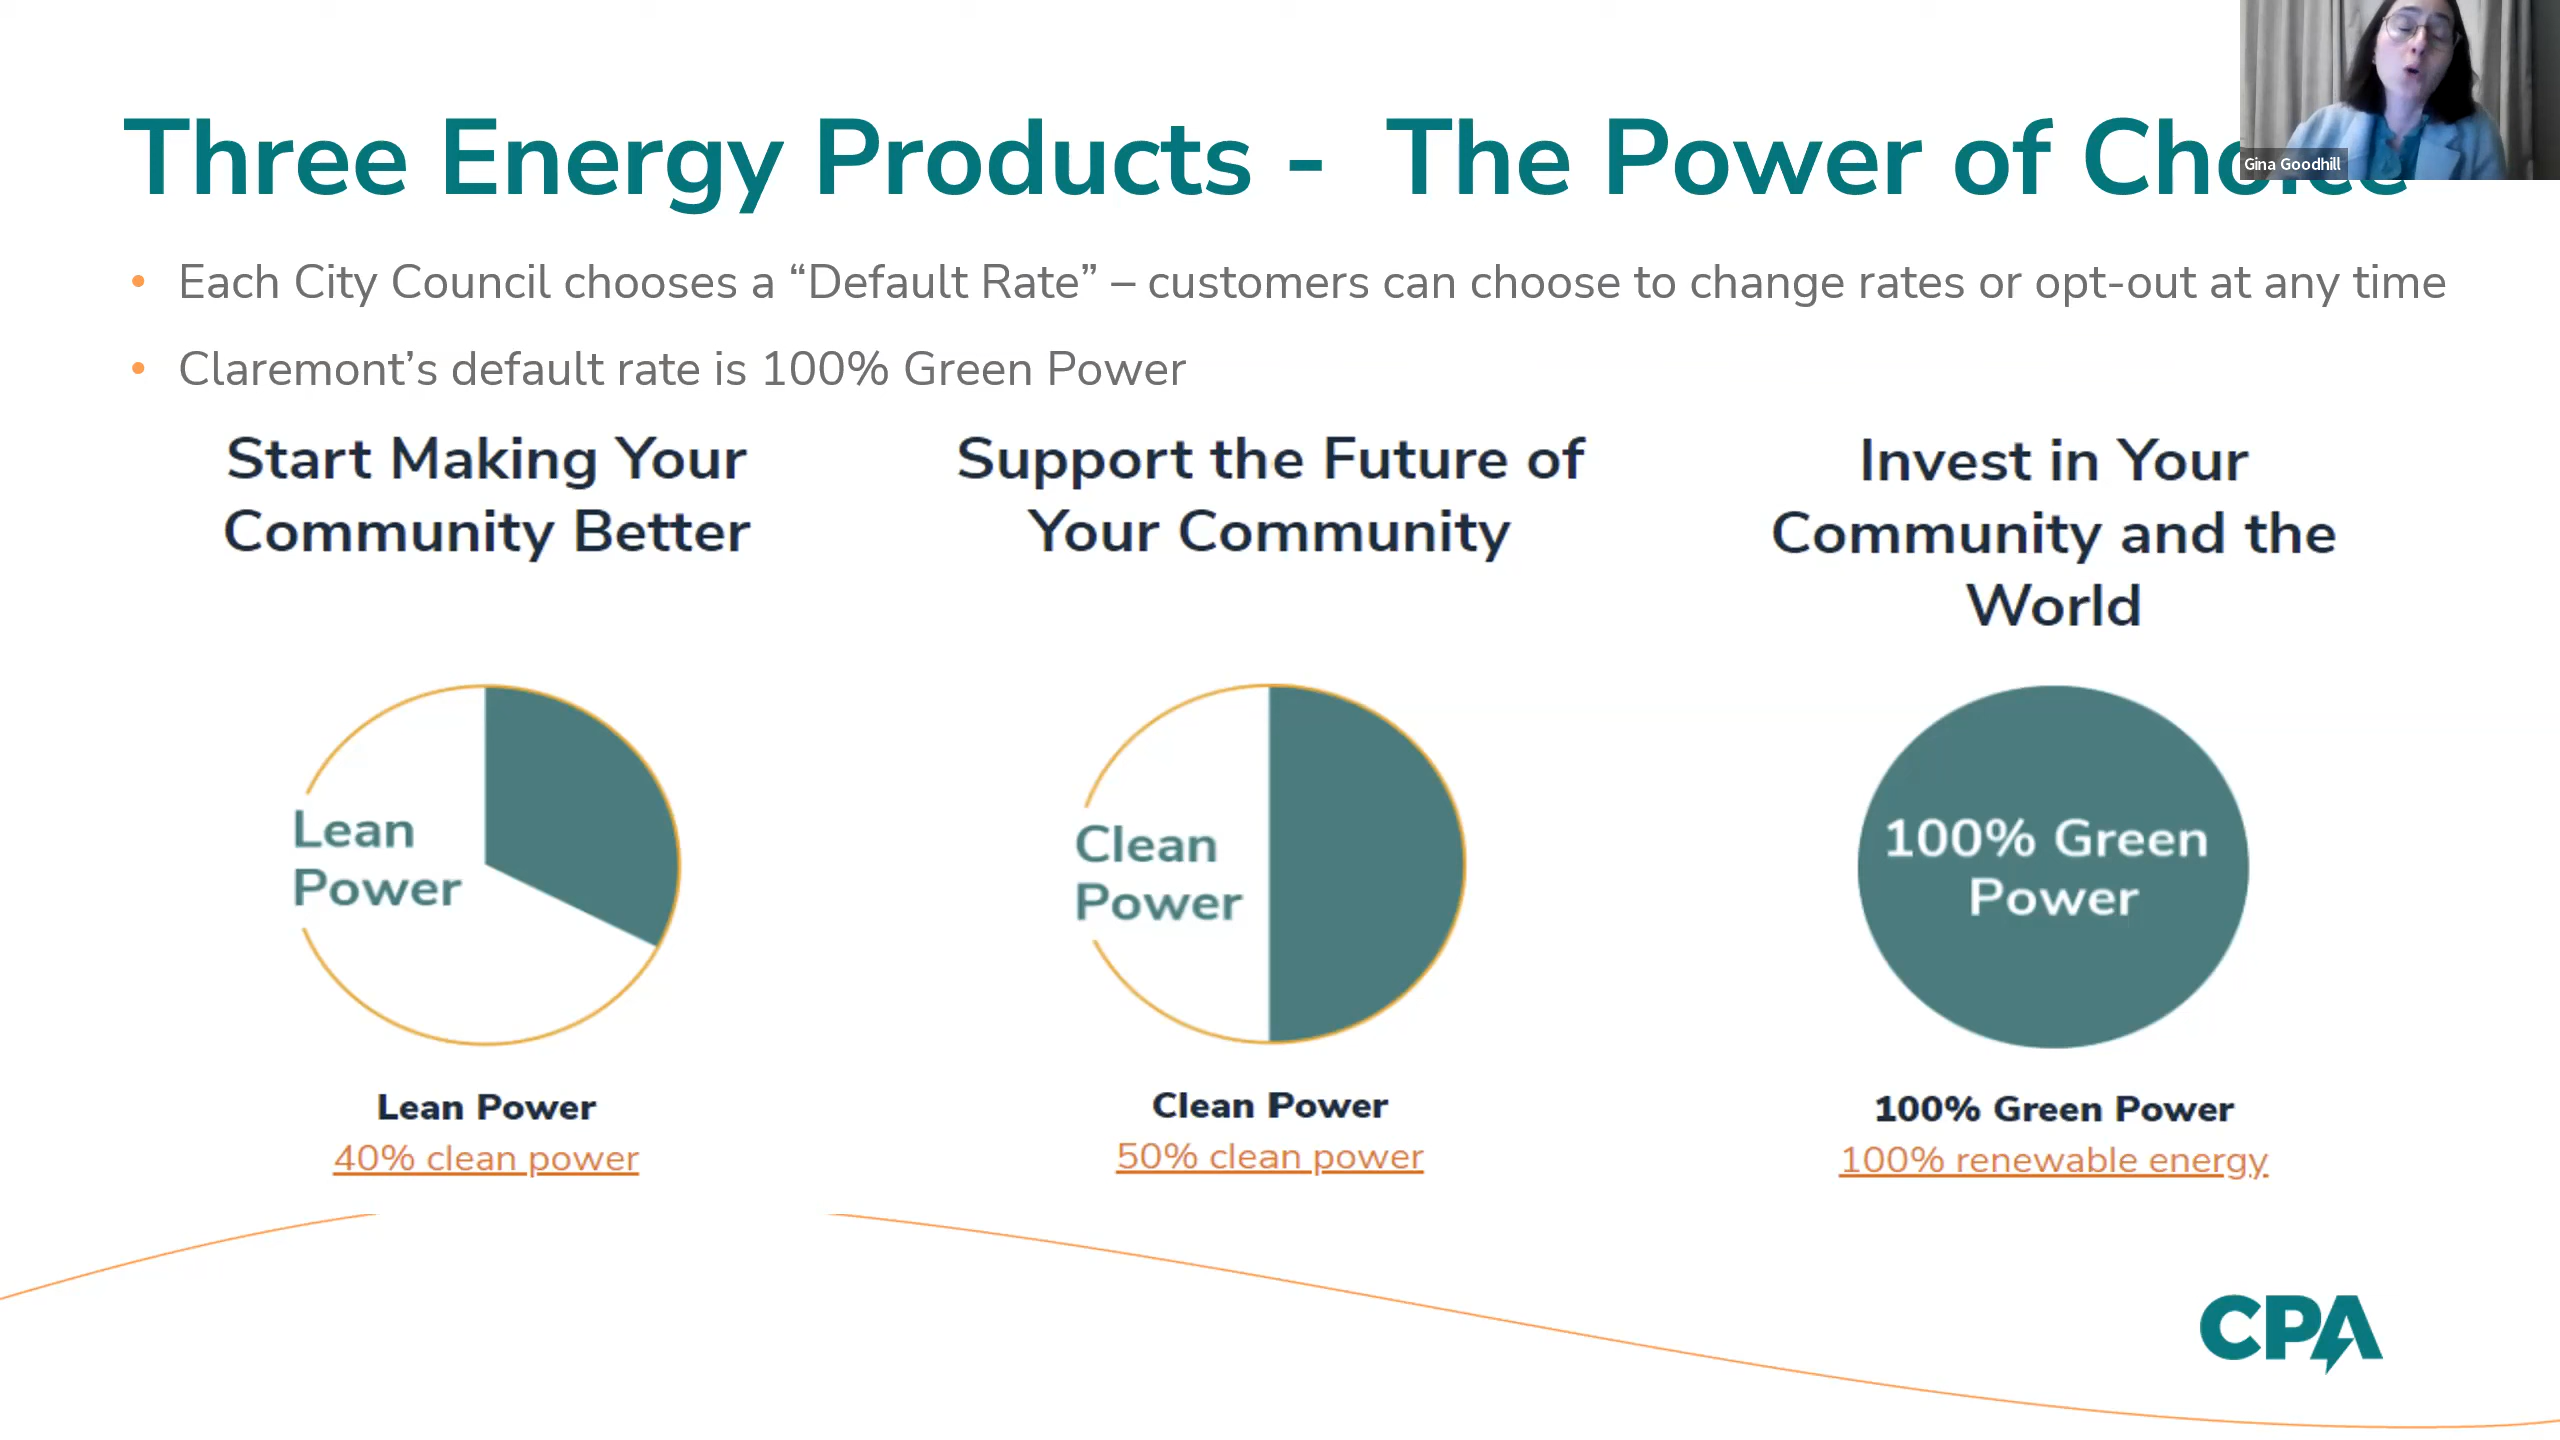 Three Energy Products - The Power of Choice
Gina Goodhill
• Each City Council chooses a “Default Rate” – customers can choose to change rates or opt-out at any time
• Claremont’s default rate is 100% Green Power
Start Making Your
Community Better
Lean
Power
Lean Power
40% clean power
Support the Future of
Your Community
Clean
Power
Clean Power
50% clean power
Invest in Your
Community and the
World
100% Green
Power
100% Green Power
100% renewable energy
CPA